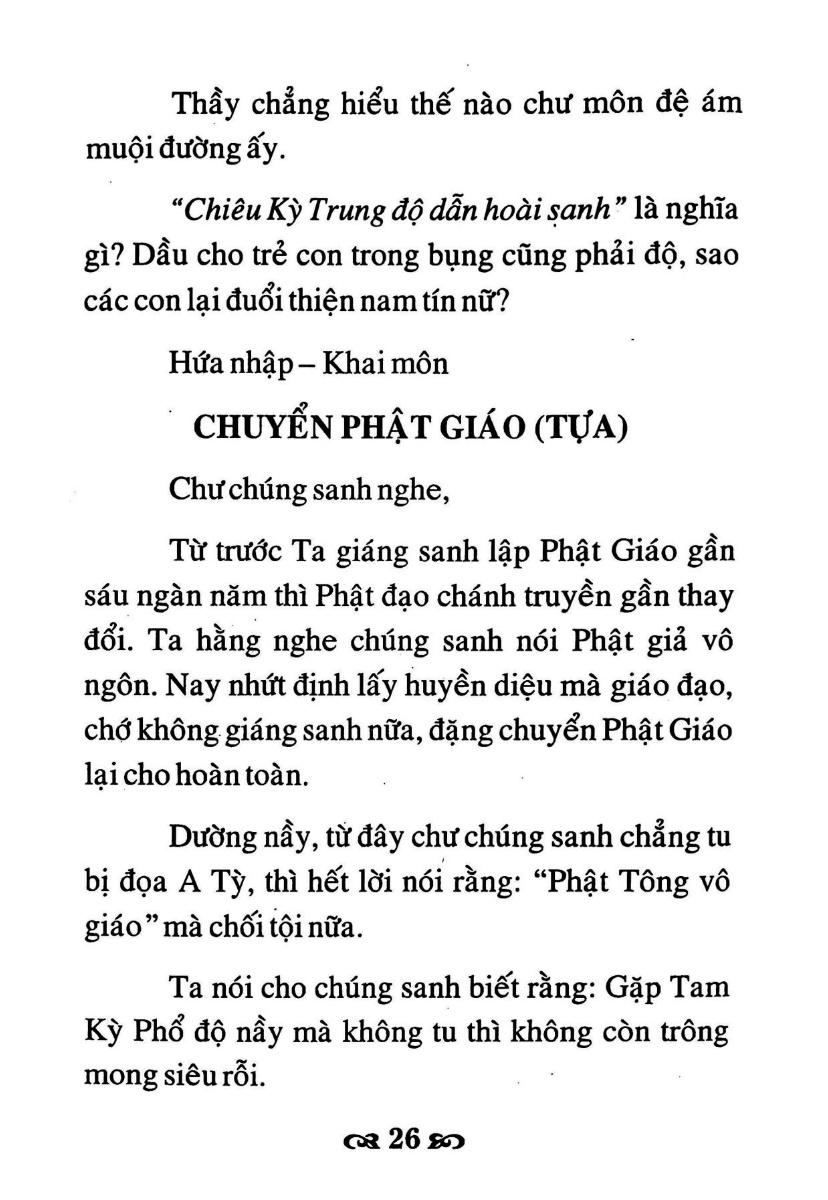 Thầy chẳng hiểu thế nào chư môn đệ ám
muội đường ấy.
“Chiêu Kỳ Trung độ dẫn hoài sanh” là nghĩa
gì? Dầu cho trẻ con trong bụng cũng phải độ, sao
các con lại đuổi thiện nam tín nữ?
Hứa nhập – Khai môn
CHUYỂN PHẬT GIÁO (TỰA)
Chư chúng sanh nghe,
Từ trước Ta giáng sanh lập Phật Giáo gần
sáu ngàn năm thì Phật đạo chánh truyền gần thay
đổi. Ta hằng nghe chúng sanh nói Phật giả vô
ngôn. Nay nhứt định lấy huyền diệu mà giáo đạo,
chớ không giáng sanh nữa, đặng chuyển Phật Giáo
lại cho hoàn toàn.
Dường nầy, từ đây chư chúng sanh chẳng tu
bị đọa A Tỳ, thì hết lời nói rằng: “Phật Tông vô
giáo” mà chối tội nữa.
Ta nói cho chúng sanh biết rằng: Gặp Tam
Kỳ Phổ độ nầy mà không tu thì không còn trông
mong siêu rỗi.
26